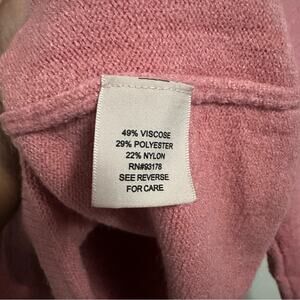 49% VISCOSE
29% POLYESTER
22% NYLON
RN#93178
SEE REVERSE
FOR CARE